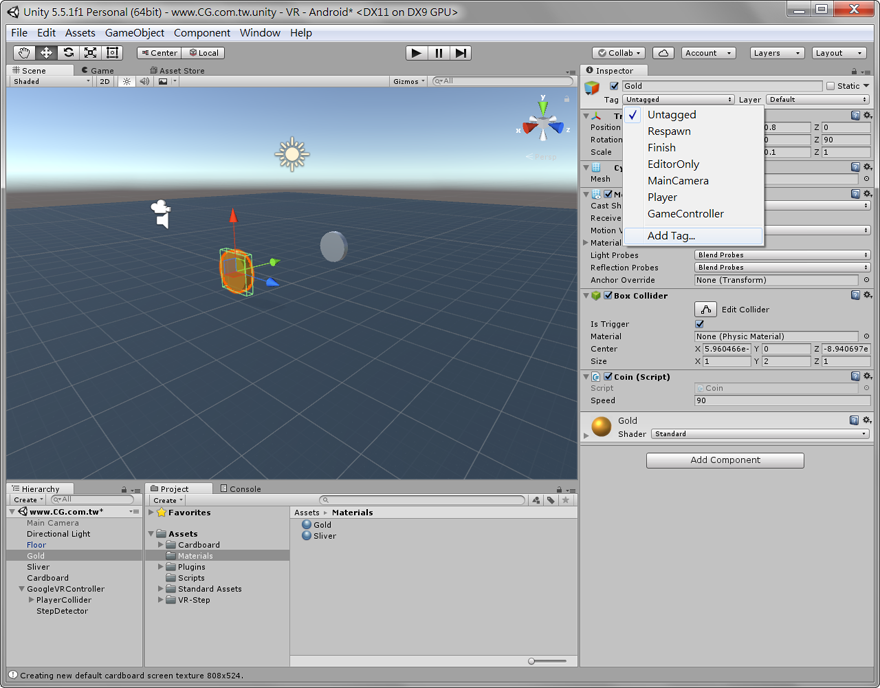 Unity 5.5.1f1 Personal (64bit) - www.CG.com.tw.unity - VR - Android* <DX11 on DX9 GPU>
File Edit Assets GameObject Component Window Help
Center Local Collab Account Layers Layout
Scene Game Asset Store
Shaded 2D Gizmos All
y
x z
Inspector
Gold Static
Tag Untagged Layer Default
Untagged
Respawn
Finish
EditorOnly
MainCamera
Player
GameController
Add Tag...
Position 0.8 Z 0
Rotation 0 Z 90
Scale 0.1 Z 1
Cy
Mesh
Me
Cast Sh
Receive
Motion V
Material
Light Probes Blend Probes
Reflection Probes Blend Probes
Anchor Override None (Transform)
Box Collider
Edit Collider
Is Trigger
Material None (Physic Material)
Center X 5.960466e- Y 0 Z -8.940697e
Size X 1 Y 2 Z 1
Coin (Script)
Script Coin
Speed 90
Gold
Shader Standard
Add Component
Hierarchy
Create All
www.CG.com.tw*
Main Camera
Directional Light
Floor
Gold
Sliver
Cardboard
GoogleVRController
PlayerCollider
StepDetector
Project Console
Create
Favorites
Assets
Cardboard
Materials
Plugins
Scripts
Standard Assets
VR-Step
Assets Materials
Gold
Sliver
Creating new default cardboard screen texture 808x524.